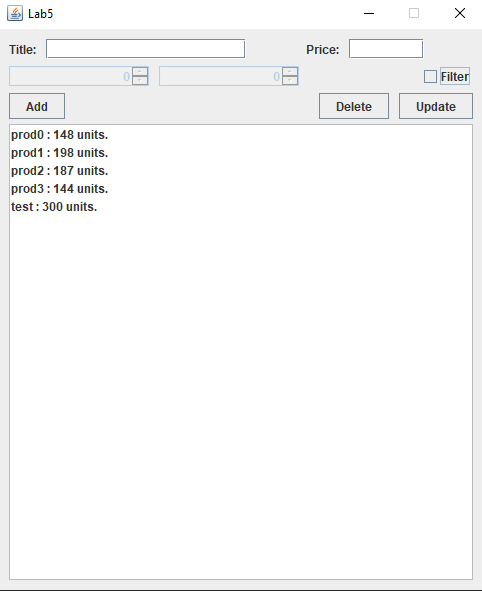 Lab5
Title: Price:
0 0 Filter
Add Delete Update
prod0 : 148 units.
prod1 : 198 units.
prod2 : 187 units.
prod3 : 144 units.
test : 300 units.